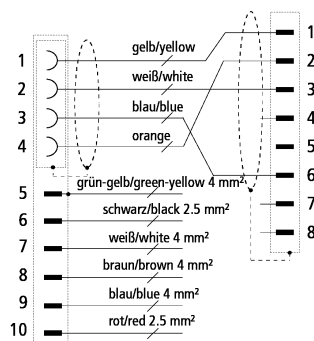 gelb/yellow
1
1
weiß/white
2
2
blau/blue
3
3
orange
4
4
5
6
7
8
5
grün-gelb/green-yellow 4 mm²
6
schwarz/black 2.5 mm²
7
weiß/white 4 mm²
8
braun/brown 4 mm²
9
blau/blue 4 mm²
10
rot/red 2.5 mm²